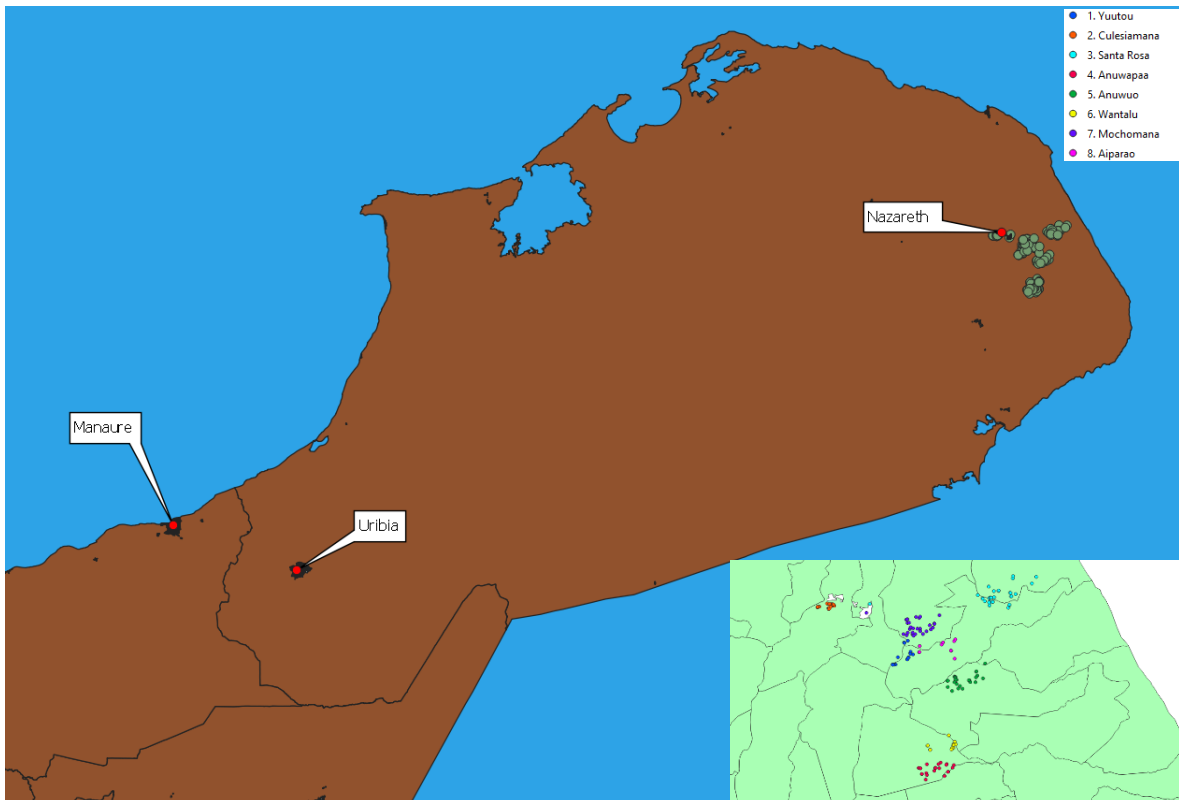 1. Yuutou
2. Culesiamana
3. Santa Rosa
4. Anuwapaa
5. Anuwuo
6. Wantalu
7. Mochomana
8. Aiparao
Nazareth
Manaure
Uribia